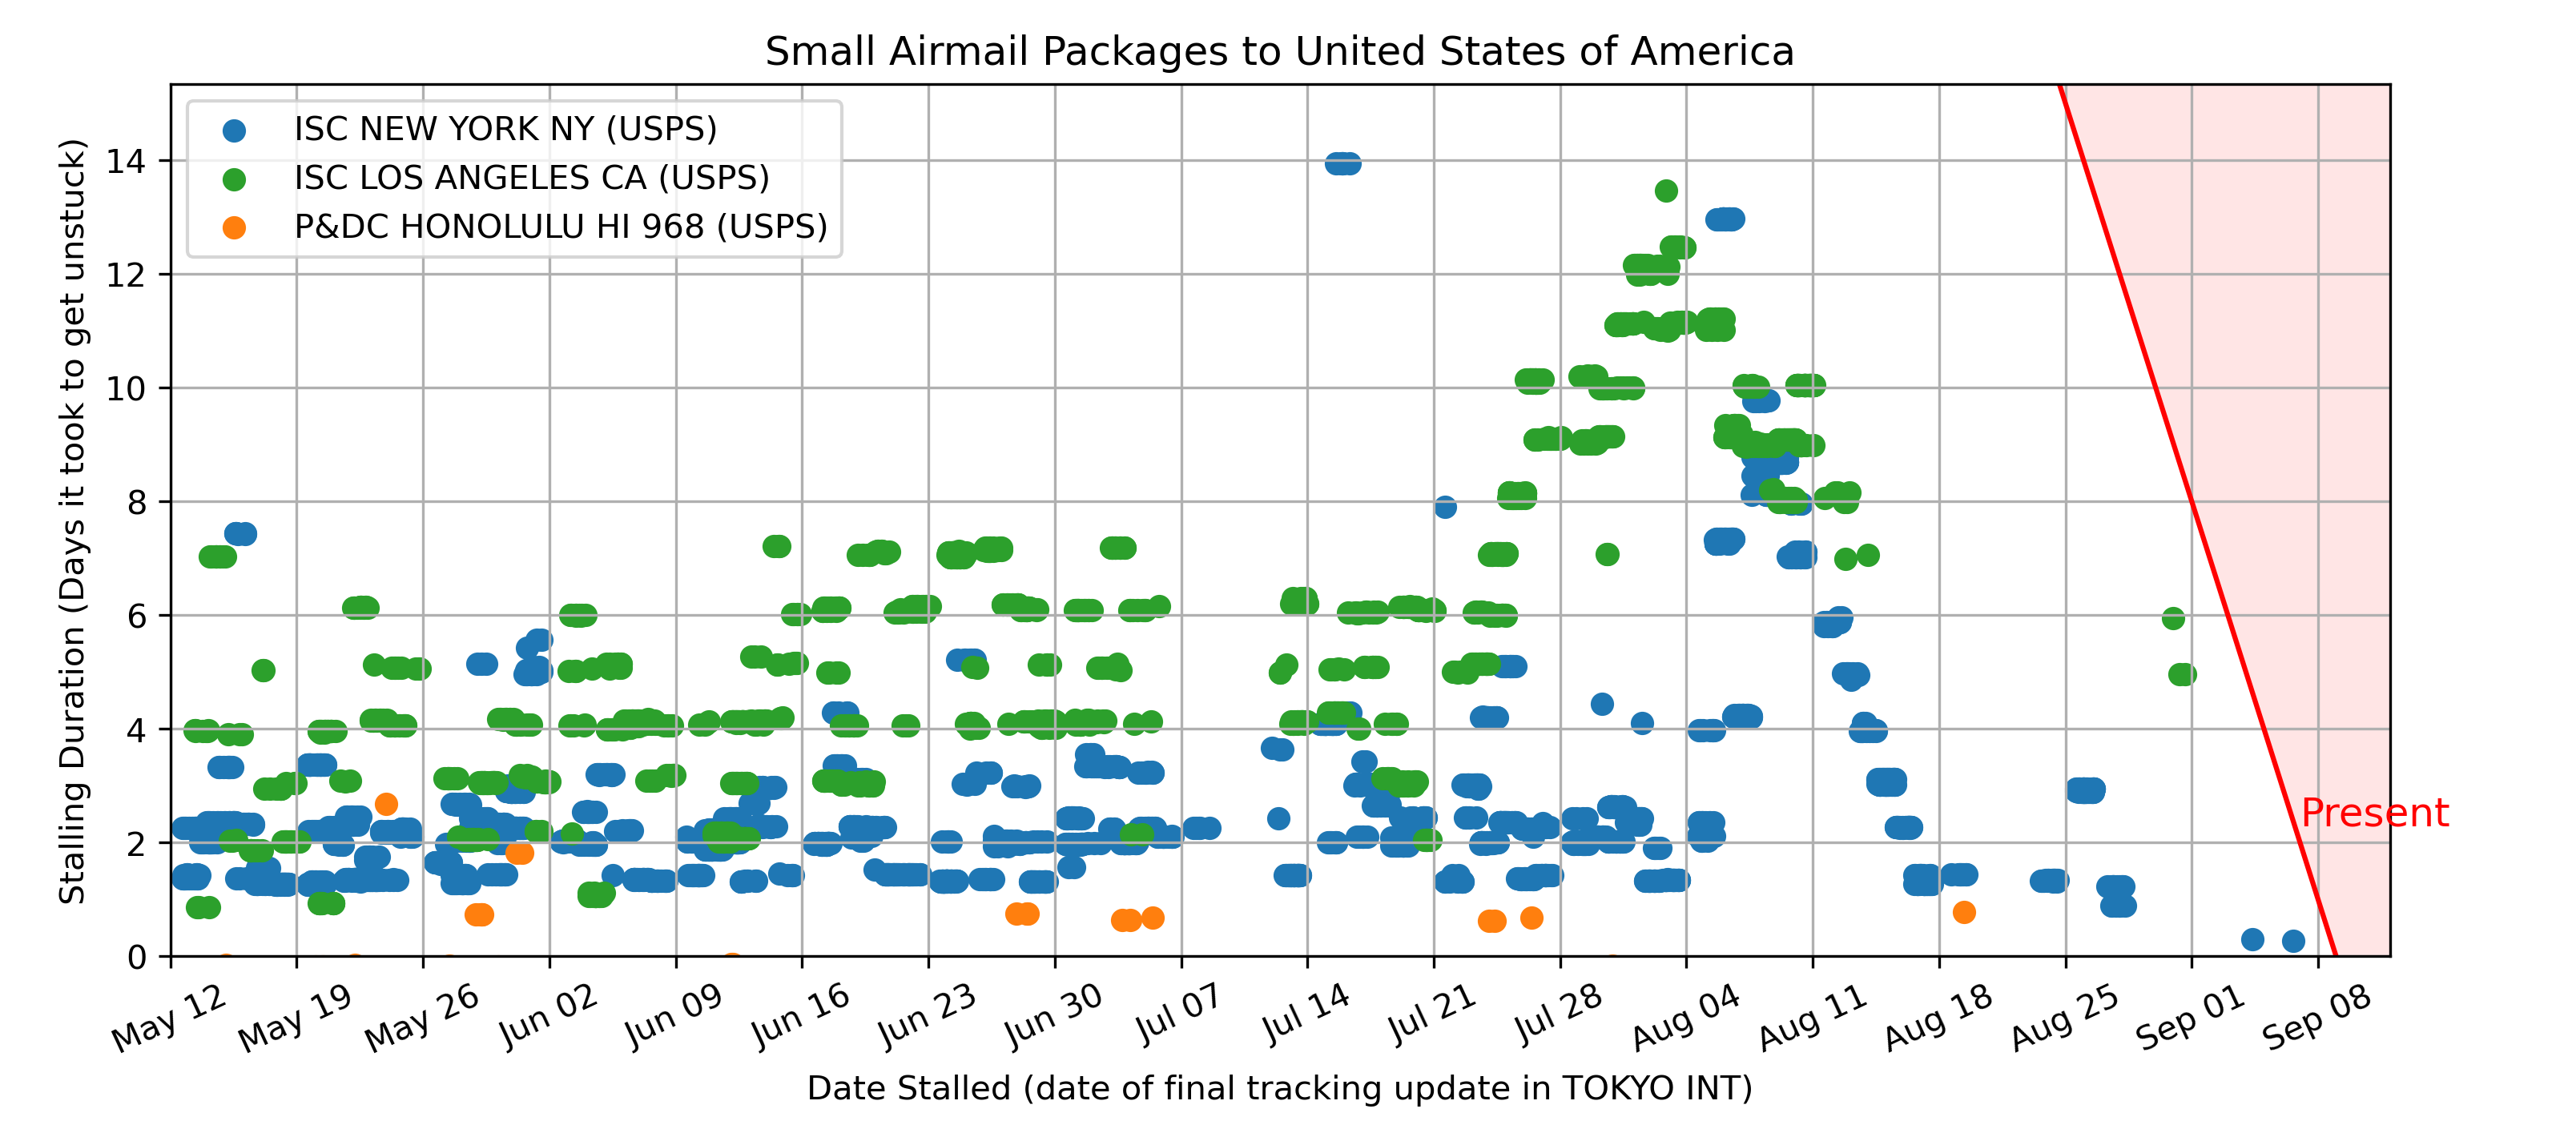 Small Airmail Packages to United States of America
ISC NEW YORK NY (USPS)
ISC LOS ANGELES CA (USPS)
P&DC HONOLULU HI 968 (USPS)
Stalling Duration (Days it took to get unstuck)
14
12
10
8
6
4
2
0
Present
May 12
May 19
May 26
Jun 02
Jun 09
Jun 16
Jun 23
Jun 30
Jul 07
Jul 14
Jul 21
Jul 28
Aug 04
Aug 11
Aug 18
Aug 25
Sep 01
Sep 08
Date Stalled (date of final tracking update in TOKYO INT)